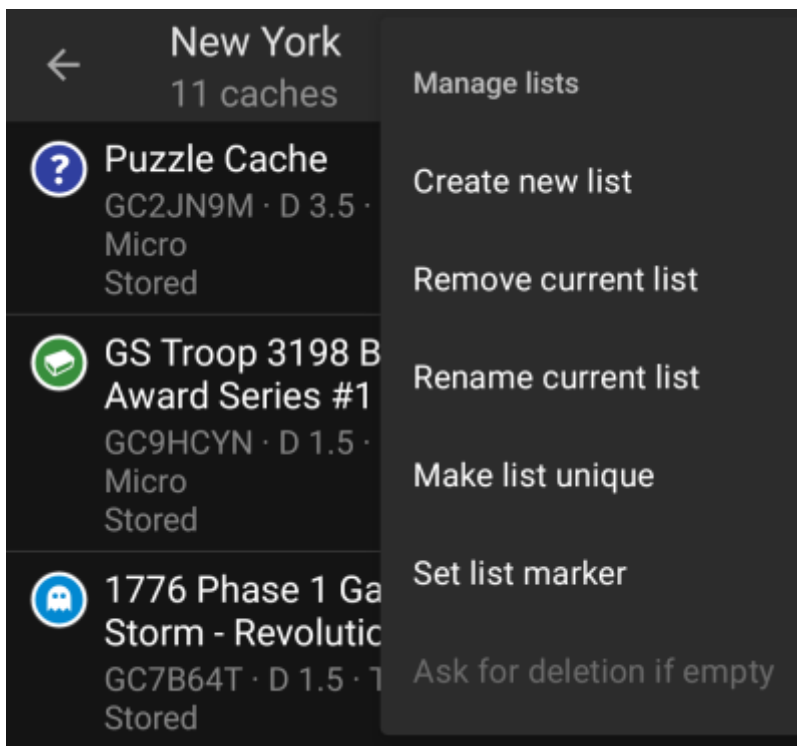 New York
11 caches
Puzzle Cache
GC2JN9M · D 3.5 ·
Micro
Stored
GS Troop 3198 B
Award Series #1
GC9HCYN · D 1.5 ·
Micro
Stored
1776 Phase 1 Ga
Storm - Revolutio
GC7B64T · D 1.5 · T
Stored
Manage lists
Create new list
Remove current list
Rename current list
Make list unique
Set list marker
Ask for deletion if empty